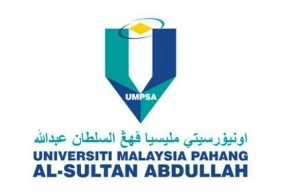 UMPSA
اونيۏرسيتي مليسيا ڤهڠ السلطان عبدالله
UNIVERSITI MALAYSIA PAHANG
AL-SULTAN ABDULLAH